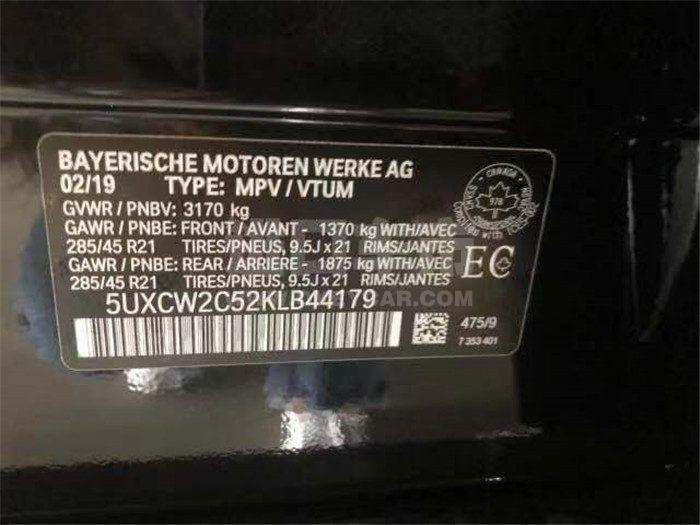 BAYERISCHE MOTOREN WERKE AG
02/19 TYPE: MPV / VTUM
GVWR / PNBV: 3170 kg
GAWR / PNBE: FRONT / AVANT - 1370 kg WITH/AVEC
285/45 R21 TIRES/PNEUS, 9.5J x 21 RIMS/JANTES
GAWR / PNBE: REAR / ARRIERE - 1875 kg WITH/AVEC
285/45 R21 TIRES/PNEUS, 9.5J x 21 RIMS/JANTES
EC
5UXCW2C52KLB44179
475/9
7 353 401
CANADA
978